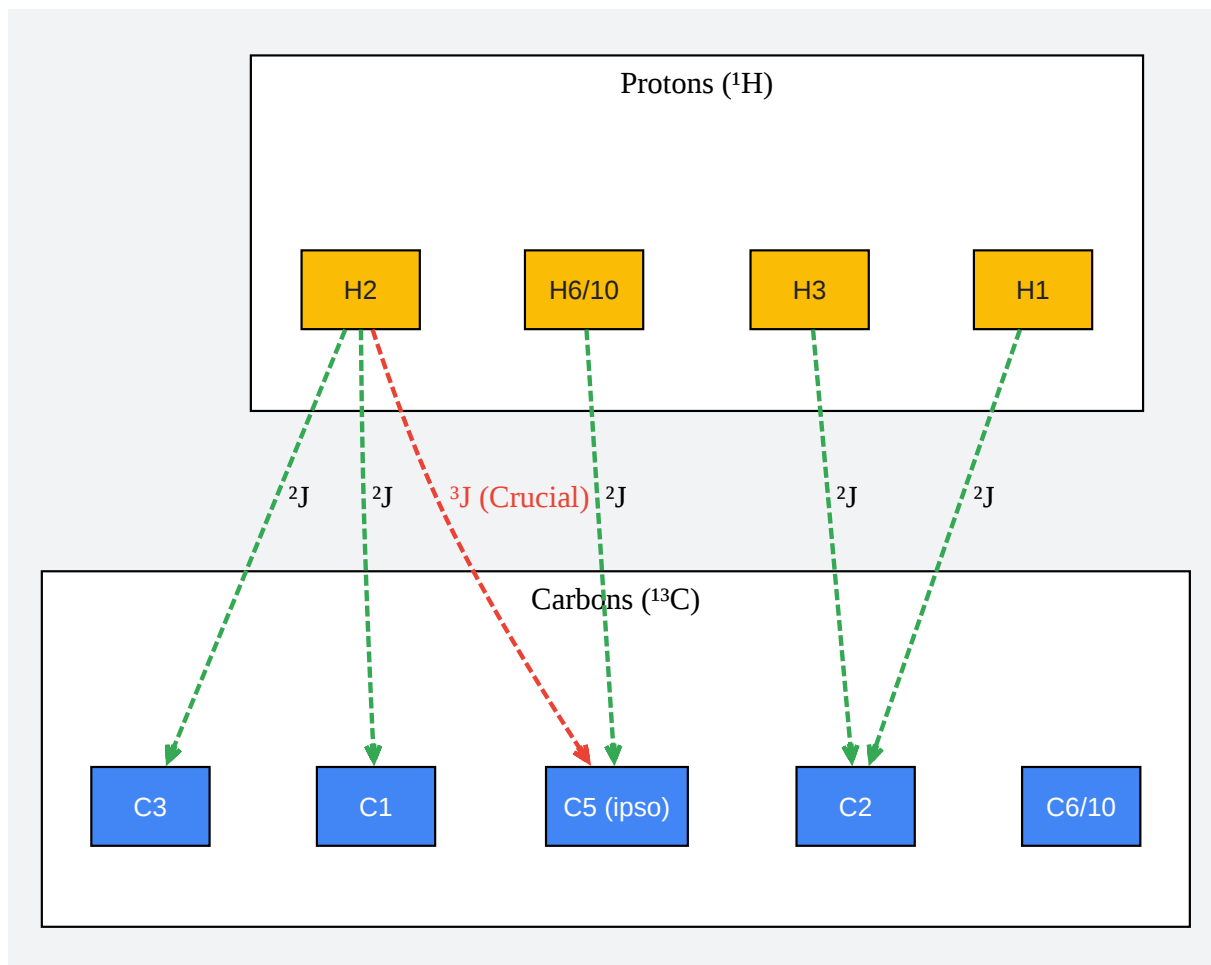 Protons (¹H)
H2
H6/10
H3
H1
²J
²J
³J (Crucial)
²J
²J
²J
Carbons (¹³C)
C3
C1
C5 (ipso)
C2
C6/10